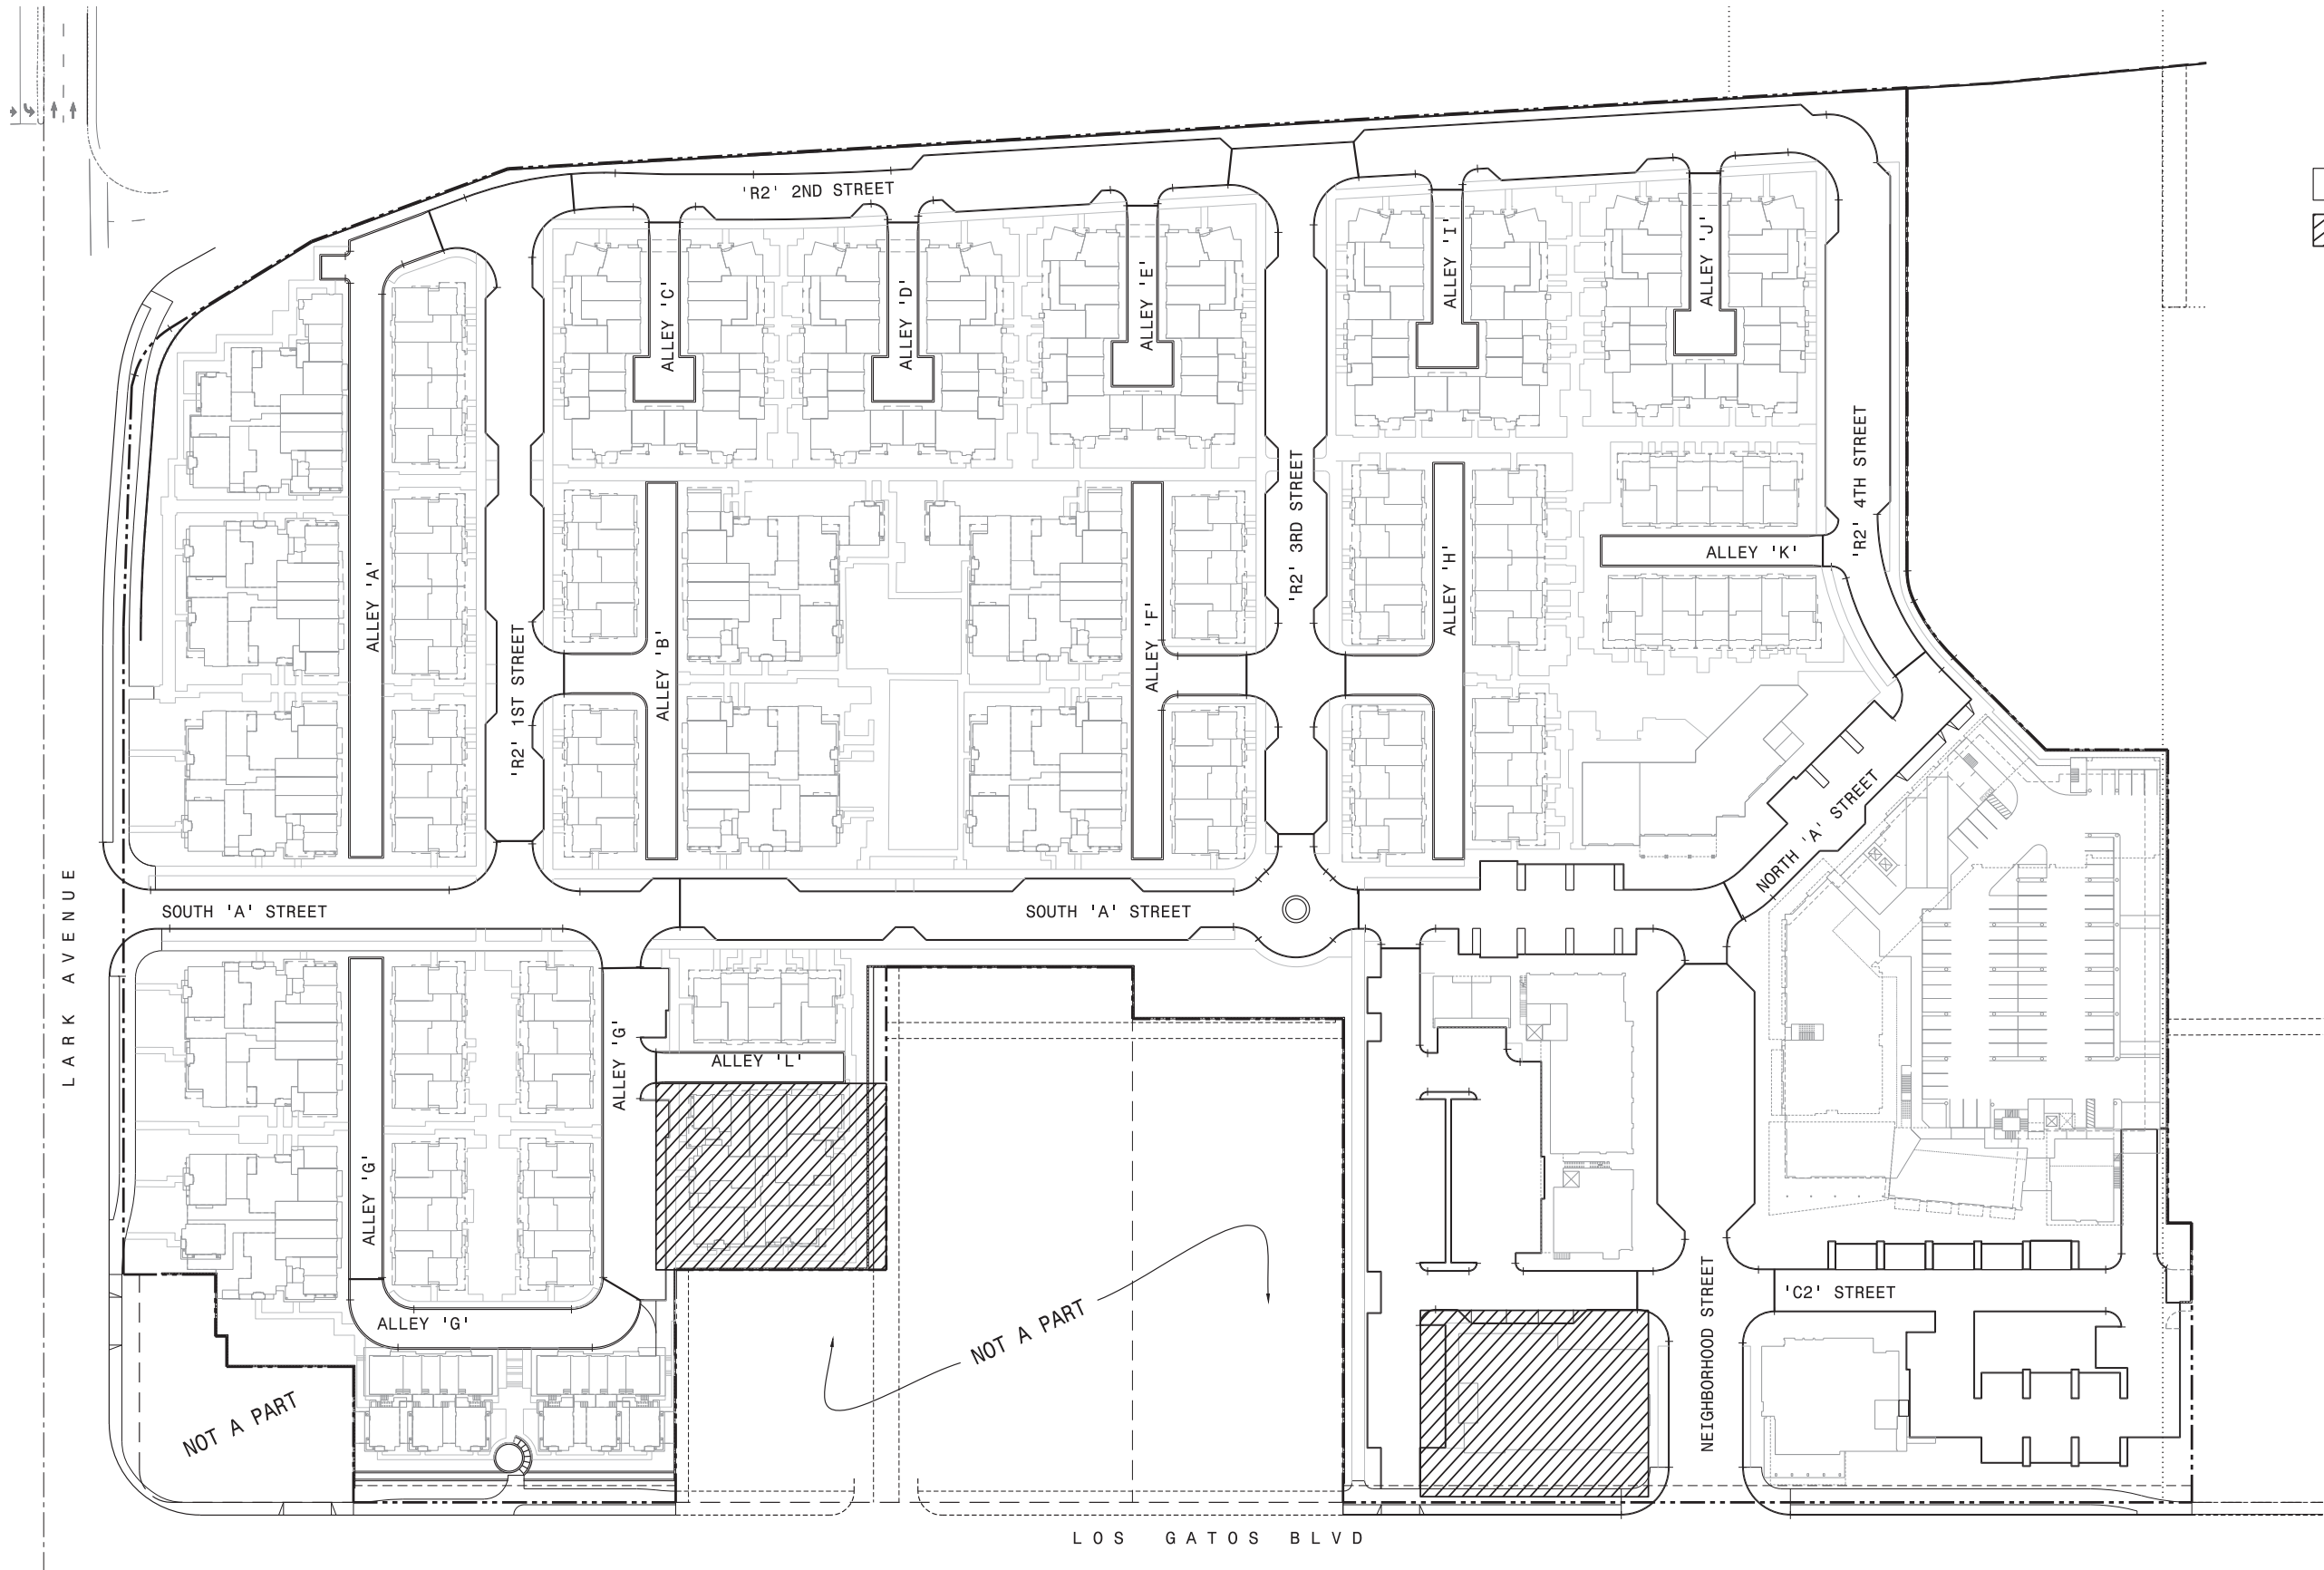 'R2' 2ND STREET
ALLEY 'C'
ALLEY 'D'
ALLEY 'E'
ALLEY 'I'
ALLEY 'J'
ALLEY 'A'
'R2' 1ST STREET
ALLEY 'B'
ALLEY 'F'
'R2' 3RD STREET
ALLEY 'H'
ALLEY 'K'
'R2' 4TH STREET
NORTH 'A' STREET
LARK AVENUE
SOUTH 'A' STREET
SOUTH 'A' STREET
ALLEY 'G'
ALLEY 'L'
ALLEY 'G'
ALLEY 'G'
NOT A PART
NOT A PART
NEIGHBORHOOD STREET
'C2' STREET
LOS GATOS BLVD